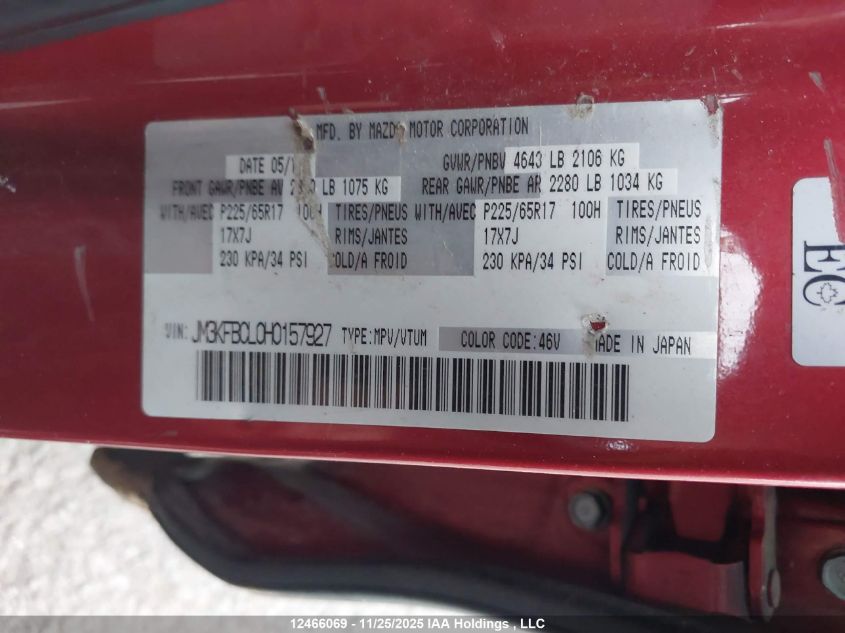 MFD. BY MAZDA MOTOR CORPORATION
DATE 05/1 GVWR/PNBV 4643 LB 2106 KG
FRONT GAWR/PNBE AV LB 1075 KG REAR GAWR/PNBE AR 2280 LB 1034 KG
WITH/AVEC P225/65R17 100H TIRES/PNEUS WITH/AVEC P225/65R17 100H TIRES/PNEUS
17X7J RIMS/JANTES 17X7J RIMS/JANTES
230 KPA/34 PSI COLD/A FROID 230 KPA/34 PSI COLD/A FROID
VIN: JM3KFBCL0H0157927 TYPE:MPV/VTUM COLOR CODE:46V MADE IN JAPAN
EC
12466069 - 11/25/2025 IAA Holdings, LLC